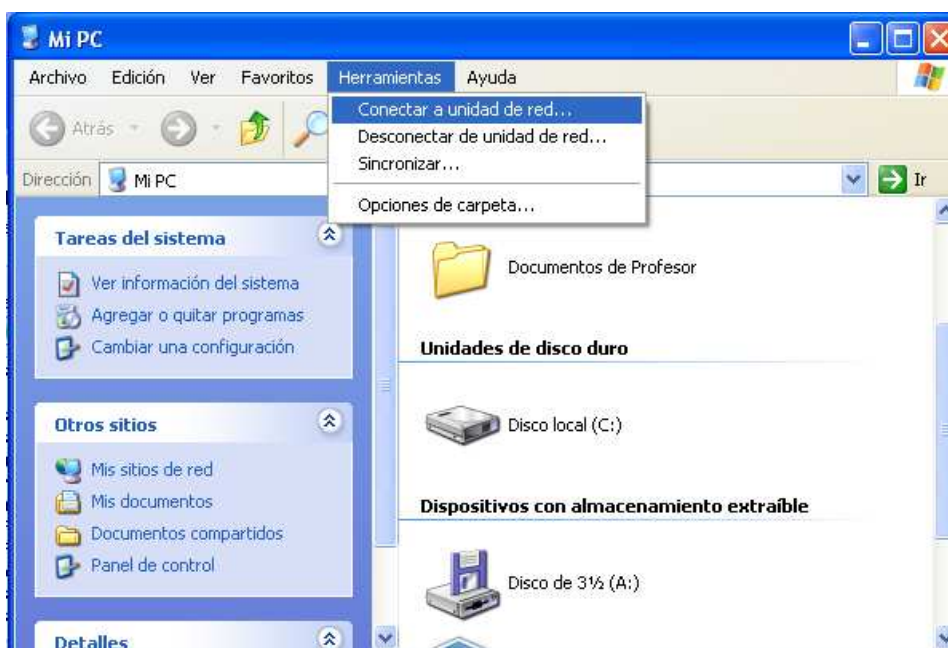 Mi PC
Archivo Edición Ver Favoritos Herramientas Ayuda
Conectar a unidad de red...
Desconectar de unidad de red...
Sincronizar...
Opciones de carpeta...
Atrás
Dirección Mi PC Ir
Tareas del sistema
Ver información del sistema
Agregar o quitar programas
Cambiar una configuración
Otros sitios
Mis sitios de red
Mis documentos
Documentos compartidos
Panel de control
Detalles
Documentos de Profesor
Unidades de disco duro
Disco local (C:)
Dispositivos con almacenamiento extraíble
Disco de 3½ (A:)